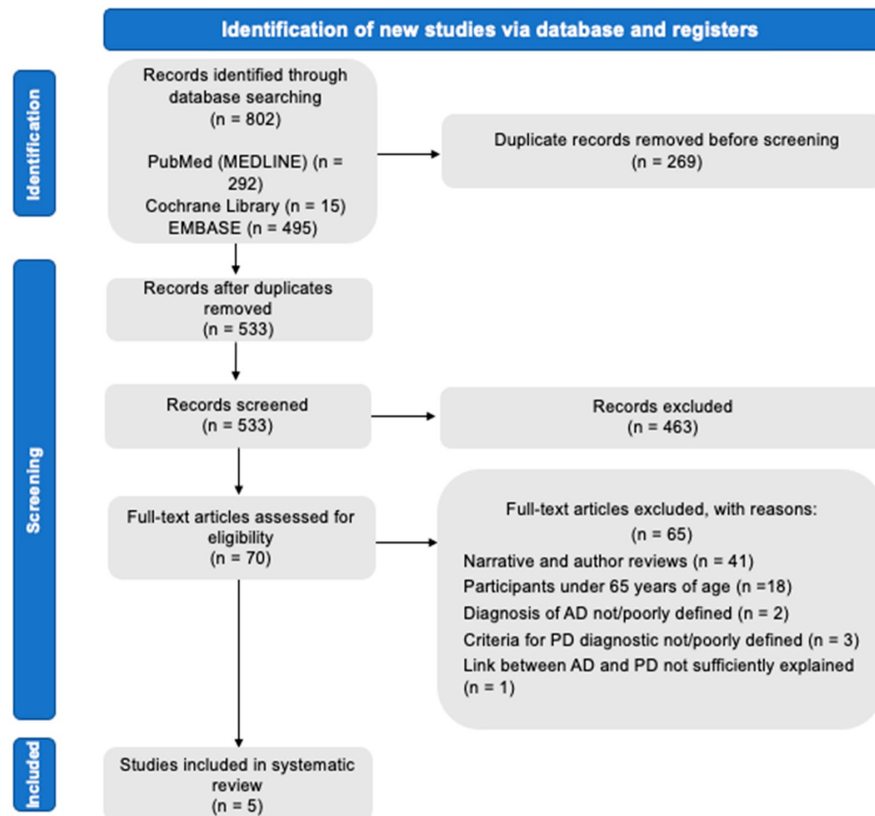 Identification of new studies via database and registers
Identification
Records identified through
database searching
(n = 802)
PubMed (MEDLINE) (n =
292)
Cochrane Library (n = 15)
EMBASE (n = 495)
Duplicate records removed before screening
(n = 269)
Screening
Records after duplicates
removed
(n = 533)
Records screened
(n = 533)
Records excluded
(n = 463)
Full-text articles assessed for
eligibility
(n = 70)
Full-text articles excluded, with reasons:
(n = 65)
Narrative and author reviews (n = 41)
Participants under 65 years of age (n =18)
Diagnosis of AD not/poorly defined (n = 2)
Criteria for PD diagnostic not/poorly defined (n = 3)
Link between AD and PD not sufficiently explained
(n = 1)
Included
Studies included in systematic
review
(n = 5)